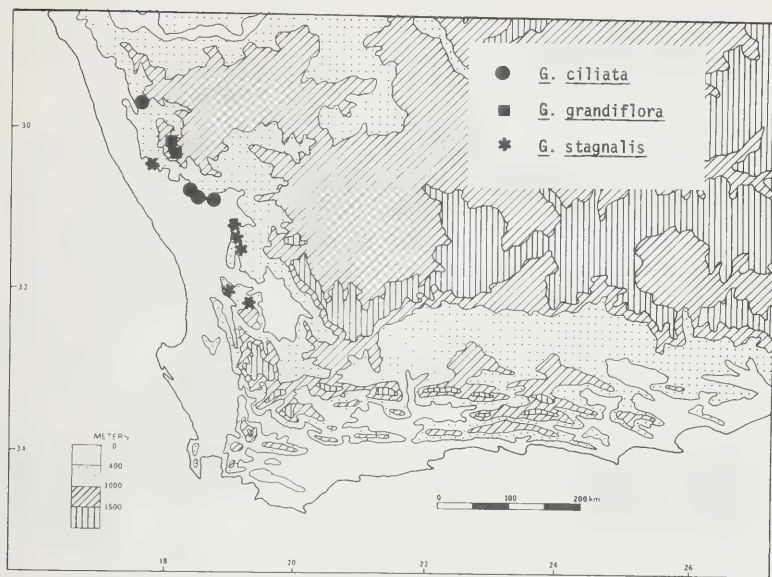 G. ciliata
G. grandiflora
G. stagnalis
30
32
34
METERS
0
400
1000
1500
0 100 200 km
18 20 22 24 26